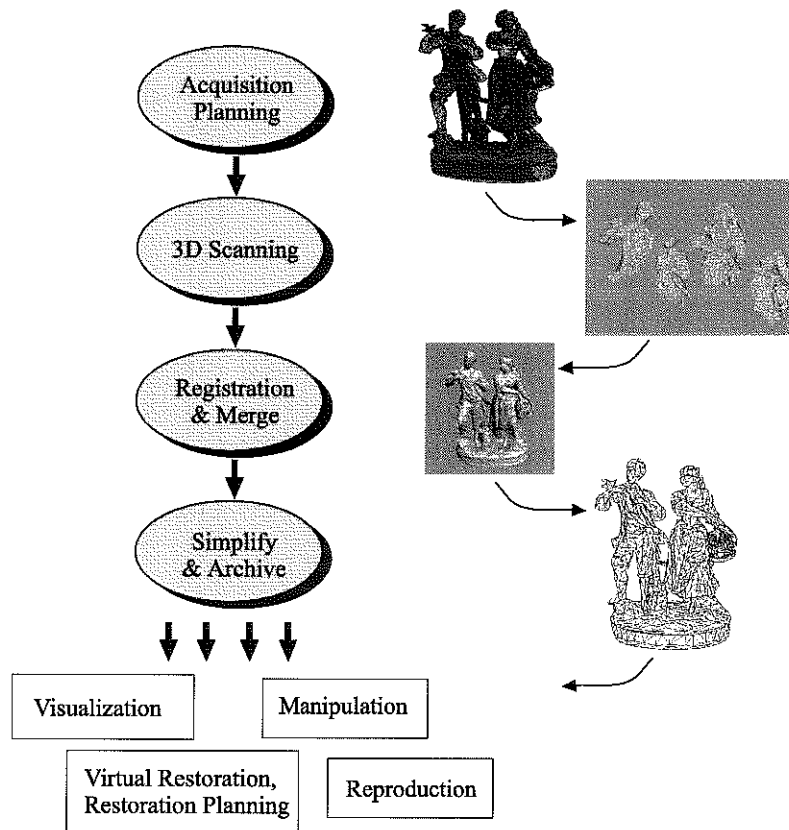 Acquisition
Planning
3D Scanning
Registration
& Merge
Simplify
& Archive
Visualization
Manipulation
Virtual Restoration,
Restoration Planning
Reproduction